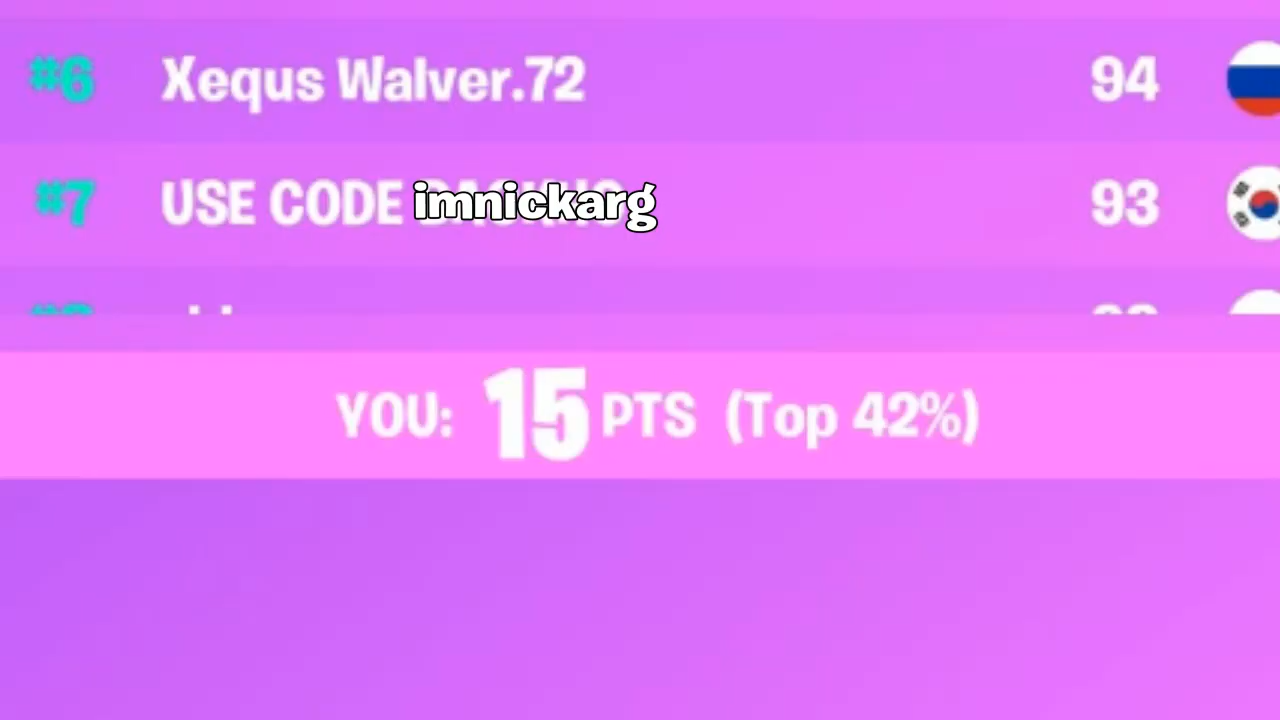 #6 Xequs Walver.72 94
#7 USE CODE imnickarg 93
YOU: 15 PTS (Top 42%)